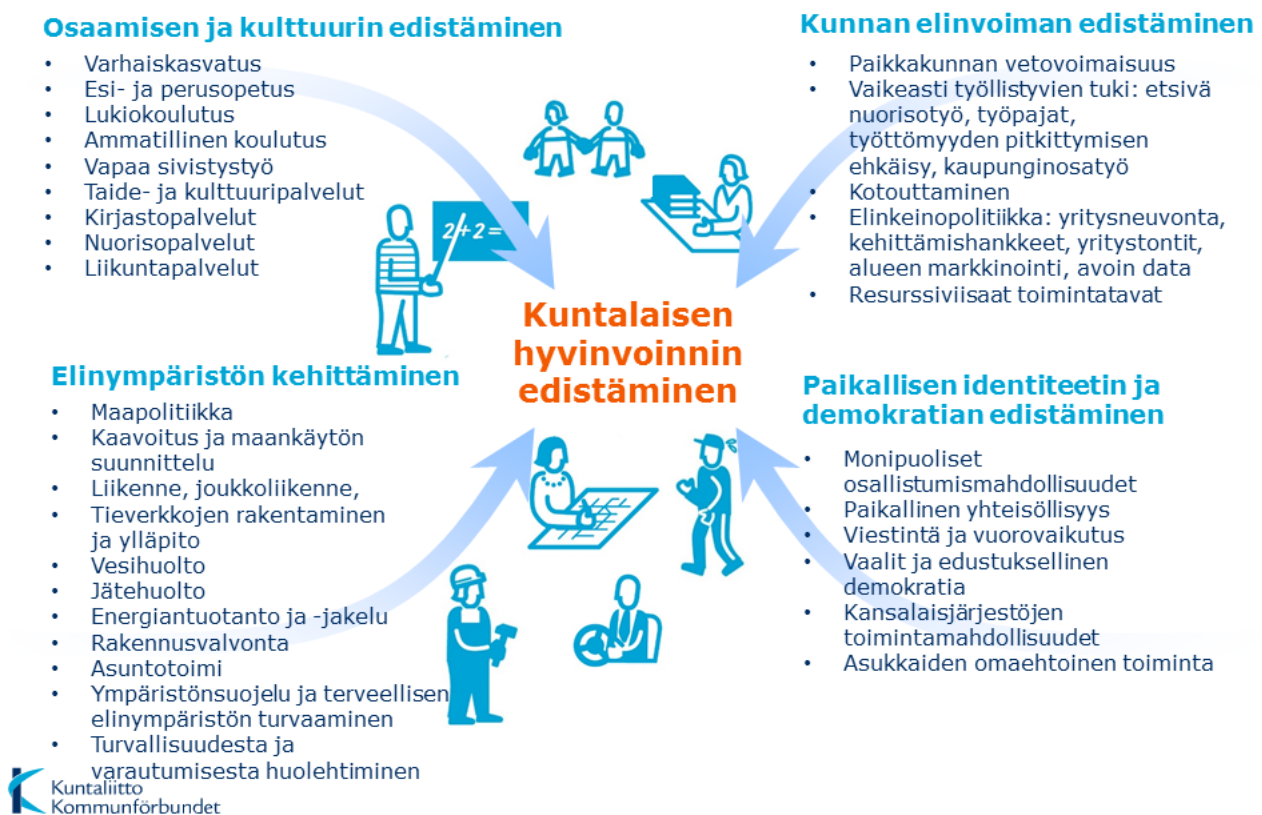 Osaamisen ja kulttuurin edistäminen
• Varhaiskasvatus
• Esi- ja perusopetus
• Lukiokoulutus
• Ammatillinen koulutus
• Vapaa sivistystyö
• Taide- ja kulttuuripalvelut
• Kirjastopalvelut
• Nuorisopalvelut
• Liikuntapalvelut
2+2=
Kunnan elinvoiman edistäminen
• Paikkakunnan vetovoimaisuus
• Vaikeasti työllistyvien tuki: etsivä
nuorisotyö, työpajat,
työttömyyden pitkittymisen
ehkäisy, kaupunginosatyö
• Kotouttaminen
• Elinkeinopolitiikka: yritysneuvonta,
kehittämishankkeet, yritystontit,
alueen markkinointi, avoin data
• Resurssiviisaat toimintatavat
Kuntalaisen
hyvinvoinnin
edistäminen
Elinympäristön kehittäminen
• Maapolitiikka
• Kaavoitus ja maankäytön
suunnittelu
• Liikenne, joukkoliikenne,
• Tieverkkojen rakentaminen
ja ylläpito
• Vesihuolto
• Jätehuolto
• Energiantuotanto ja -jakelu
• Rakennusvalvonta
• Asuntotoimi
• Ympäristönsuojelu ja terveellisen
elinympäristön turvaaminen
• Turvallisuudesta ja
varautumisesta huolehtiminen
Paikallisen identiteetin ja
demokratian edistäminen
• Monipuoliset
osallistumismahdollisuudet
• Paikallinen yhteisöllisyys
• Viestintä ja vuorovaikutus
• Vaalit ja edustuksellinen
demokratia
• Kansalaisjärjestöjen
toimintamahdollisuudet
• Asukkaiden omaehtoinen toiminta
Kuntaliitto
Kommunförbundet